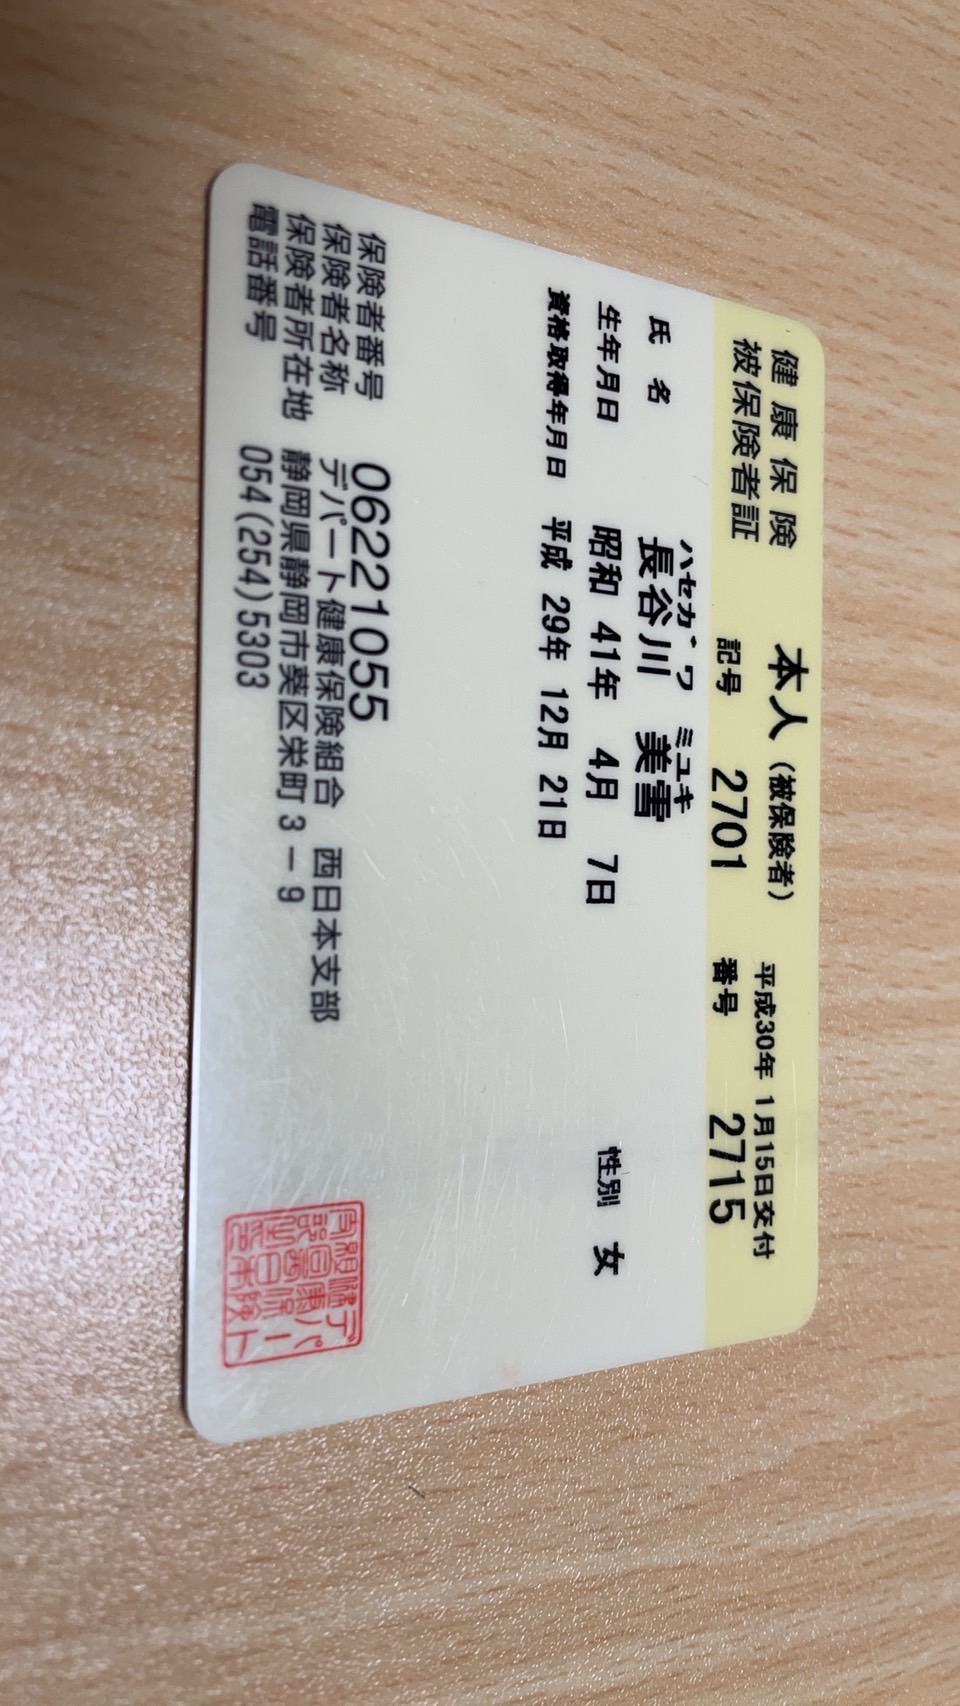 健康保険
被保険者証
本人（被保険者） 平成30年 1月15日交付
記号 2701 番号 2715
ハセガワ ミユキ
氏名 長谷川 美雪
生年月日 昭和 41年 4月 7日 性別 女
資格取得年月日 平成 29年 12月 21日
保険者番号 06221055
保険者名称 デパート健康保険組合 西日本支部
保険者所在地 静岡県静岡市葵区栄町3－9
電話番号 054(254)5303